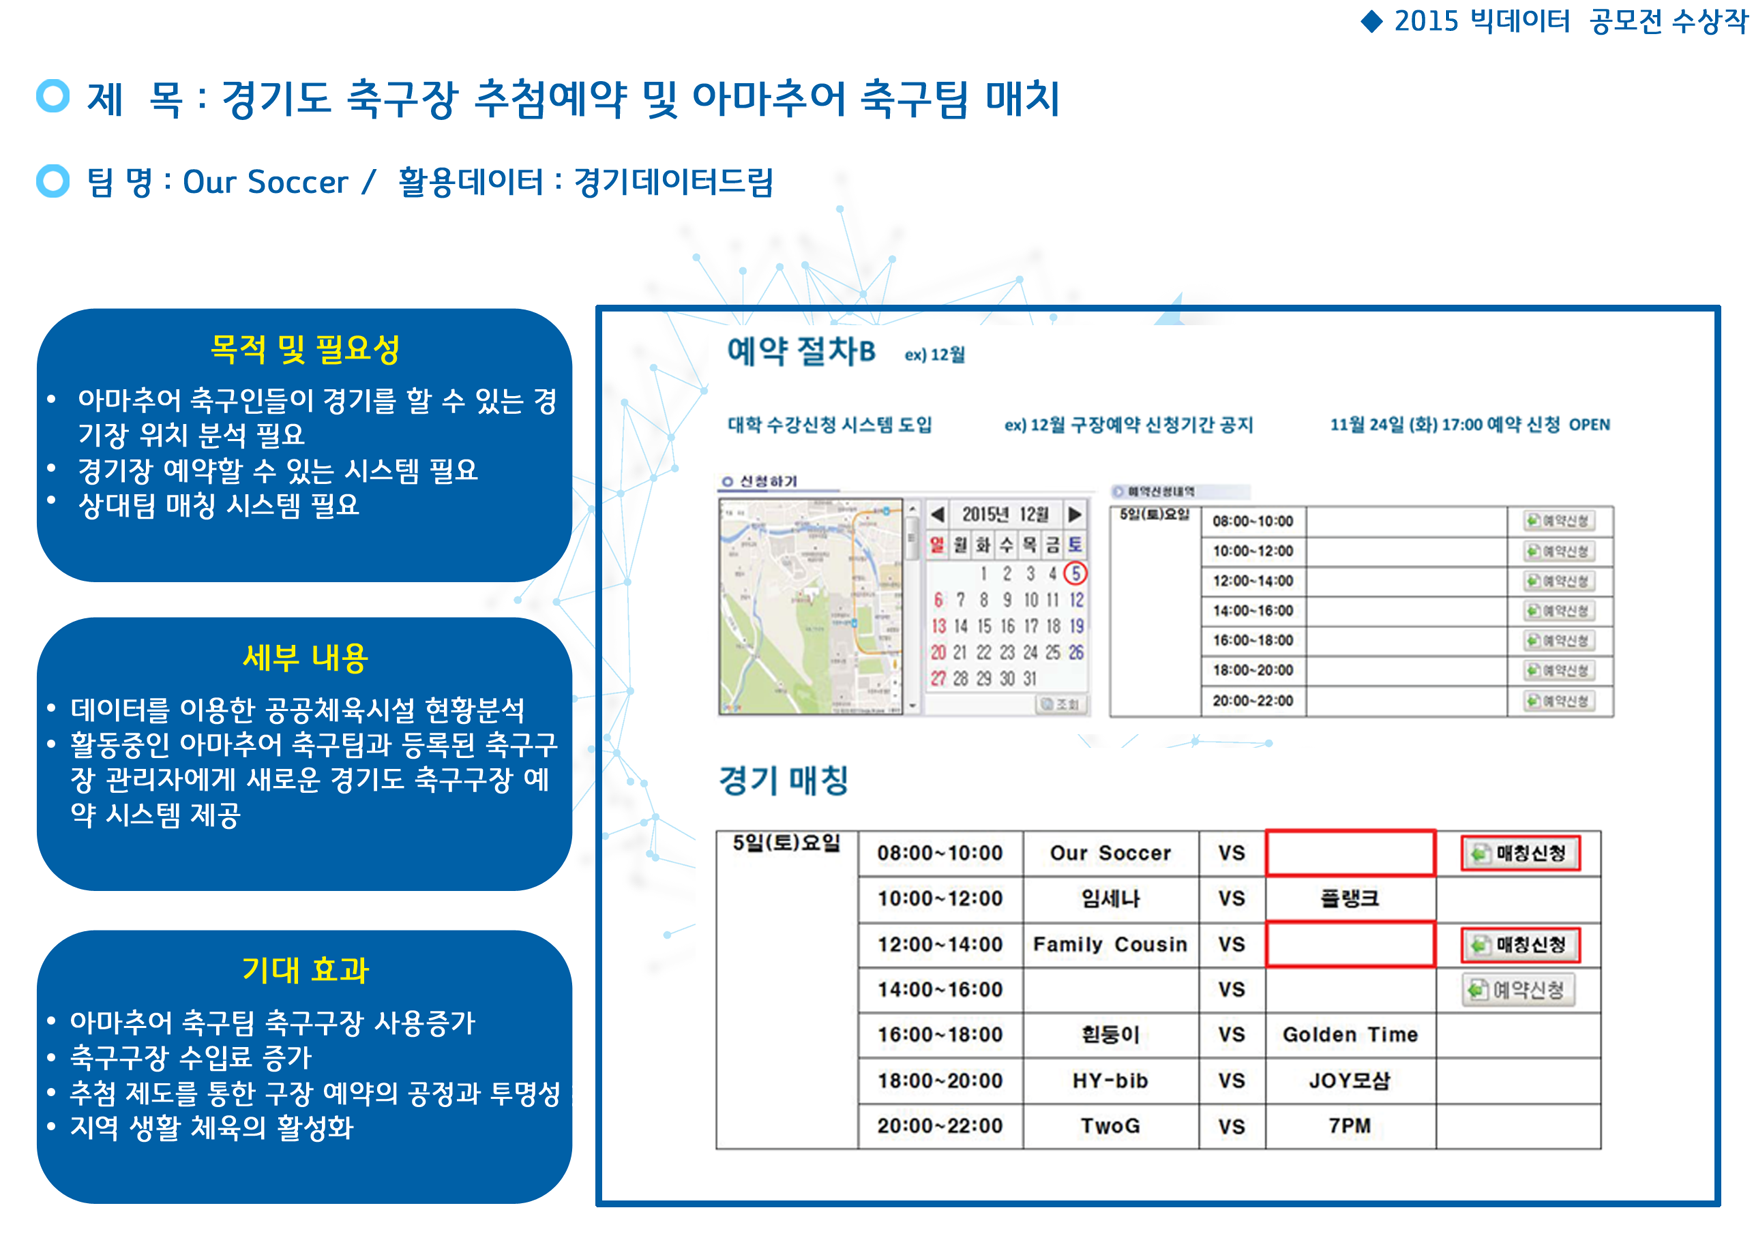 ◆ 2015 빅데이터 공모전 수상작
제 목 : 경기도 축구장 추첨예약 및 아마추어 축구팀 매치
팀 명 : Our Soccer / 활용데이터 : 경기데이터드림
목적 및 필요성
• 아마추어 축구인들이 경기를 할 수 있는 경
기장 위치 분석 필요
• 경기장 예약할 수 있는 시스템 필요
• 상대팀 매칭 시스템 필요
세부 내용
• 데이터를 이용한 공공체육시설 현황분석
• 활동중인 아마추어 축구팀과 등록된 축구구
장 관리자에게 새로운 경기도 축구구장 예
약 시스템 제공
기대 효과
• 아마추어 축구팀 축구구장 사용증가
• 축구구장 수입료 증가
• 추첨 제도를 통한 구장 예약의 공정과 투명성
• 지역 생활 체육의 활성화
예약 절차B ex) 12월
대학 수강신청 시스템 도입 ex) 12월 구장예약 신청기간 공지 11월 24일 (화) 17:00 예약 신청 OPEN
신청하기
◀ 2015년 12월 ▶
일 월 화 수 목 금 토
1 2 3 4 5
6 7 8 9 10 11 12
13 14 15 16 17 18 19
20 21 22 23 24 25 26
27 28 29 30 31
조회
예약신청내역
5일(토)요일 08:00~10:00 예약신청
10:00~12:00 예약신청
12:00~14:00 예약신청
14:00~16:00 예약신청
16:00~18:00 예약신청
18:00~20:00 예약신청
20:00~22:00 예약신청
경기 매칭
5일(토)요일 08:00~10:00 Our Soccer VS 매칭신청
10:00~12:00 임세나 VS 플랭크
12:00~14:00 Family Cousin VS 매칭신청
14:00~16:00 VS 예약신청
16:00~18:00 흰둥이 VS Golden Time
18:00~20:00 HY-bib VS JOY모삼
20:00~22:00 TwoG VS 7PM